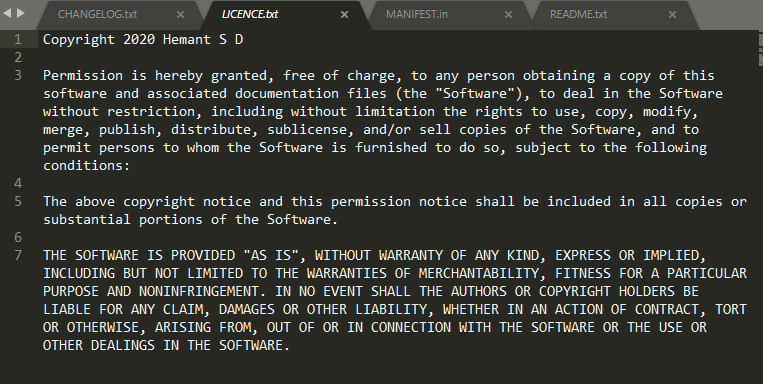 CHANGELOG.txt × LICENCE.txt × MANIFEST.in × README.txt ×
1 Copyright 2020 Hemant S D
2
3 Permission is hereby granted, free of charge, to any person obtaining a copy of this
software and associated documentation files (the "Software"), to deal in the Software
without restriction, including without limitation the rights to use, copy, modify,
merge, publish, distribute, sublicense, and/or sell copies of the Software, and to
permit persons to whom the Software is furnished to do so, subject to the following
conditions:
4
5 The above copyright notice and this permission notice shall be included in all copies or
substantial portions of the Software.
6
7 THE SOFTWARE IS PROVIDED "AS IS", WITHOUT WARRANTY OF ANY KIND, EXPRESS OR IMPLIED,
INCLUDING BUT NOT LIMITED TO THE WARRANTIES OF MERCHANTABILITY, FITNESS FOR A PARTICULAR
PURPOSE AND NONINFRINGEMENT. IN NO EVENT SHALL THE AUTHORS OR COPYRIGHT HOLDERS BE
LIABLE FOR ANY CLAIM, DAMAGES OR OTHER LIABILITY, WHETHER IN AN ACTION OF CONTRACT, TORT
OR OTHERWISE, ARISING FROM, OUT OF OR IN CONNECTION WITH THE SOFTWARE OR THE USE OR
OTHER DEALINGS IN THE SOFTWARE.